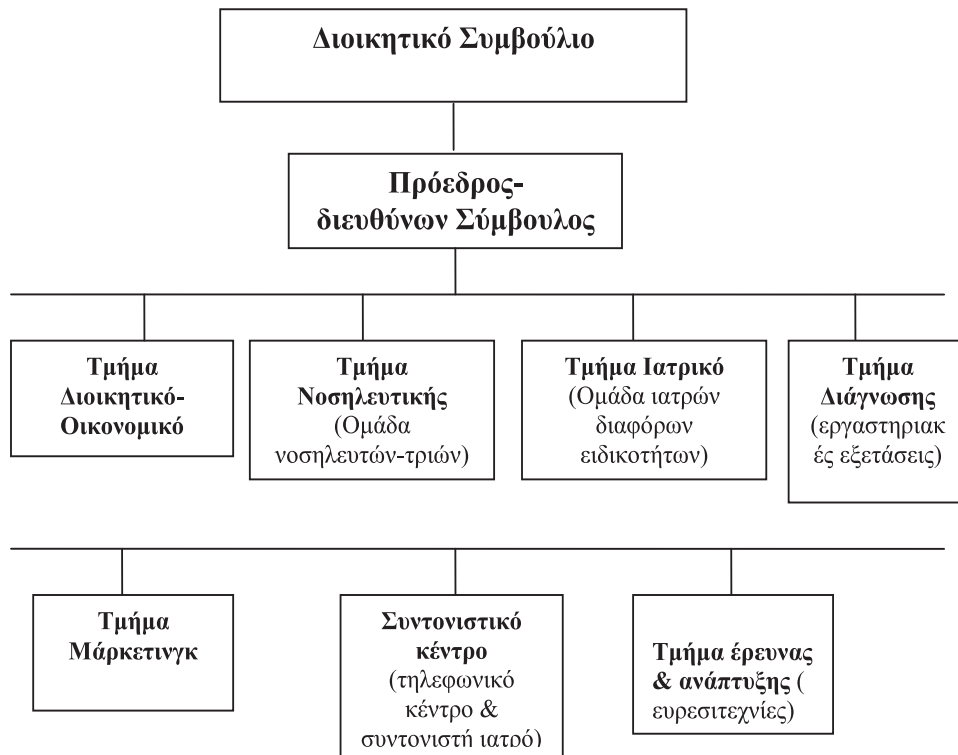 Διοικητικό Συμβούλιο
Πρόεδρος-
διευθύνων Σύμβουλος
Τμήμα
Διοικητικό-
Οικονομικό
Τμήμα
Νοσηλευτικής
(Ομάδα
νοσηλευτών-τριών)
Τμήμα Ιατρικό
(Ομάδα ιατρών
διαφόρων
ειδικοτήτων)
Τμήμα
Διάγνωσης
(εργαστηριακ
ές εξετάσεις)
Τμήμα
Μάρκετινγκ
Συντονιστικό
κέντρο
(τηλεφωνικό
κέντρο &
συντονιστή ιατρό)
Τμήμα έρευνας
& ανάπτυξης (
ευρεσιτεχνίες)